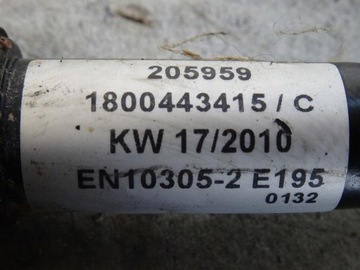 205959
1800443415 / C
KW 17/2010
EN10305-2 E195
0132